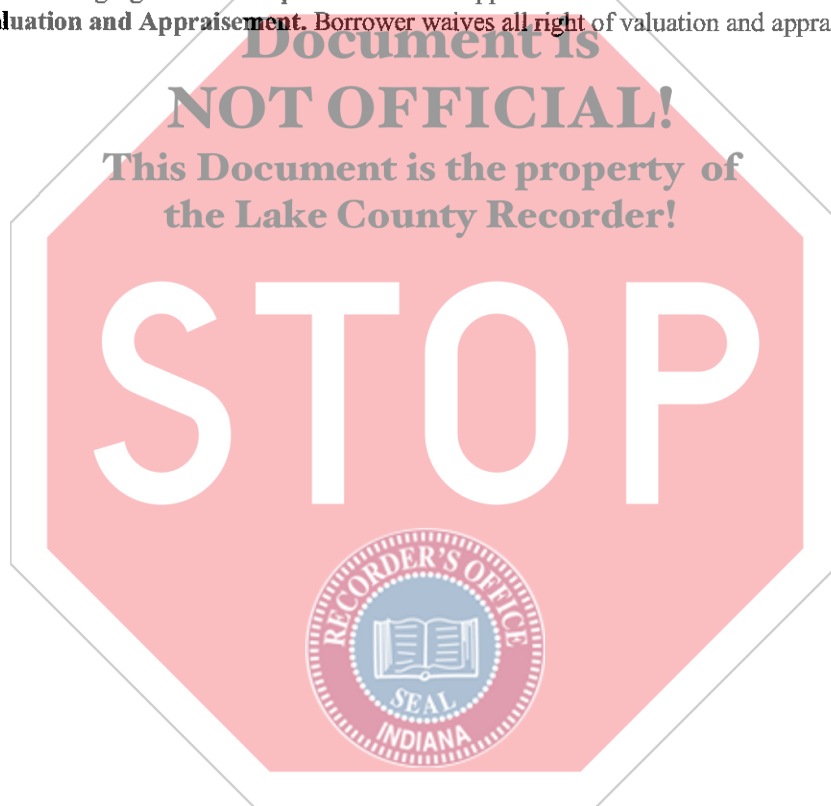 luation and Appraisement. Borrower waives all right of valuation and appra
Document is
NOT OFFICIAL!
This Document is the property of
the Lake County Recorder!
STOP
RECORDER'S OFFICE
SEAL
INDIANA